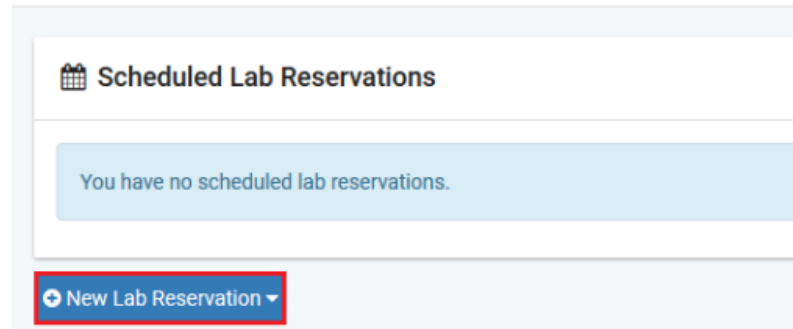 Scheduled Lab Reservations
You have no scheduled lab reservations.
New Lab Reservation